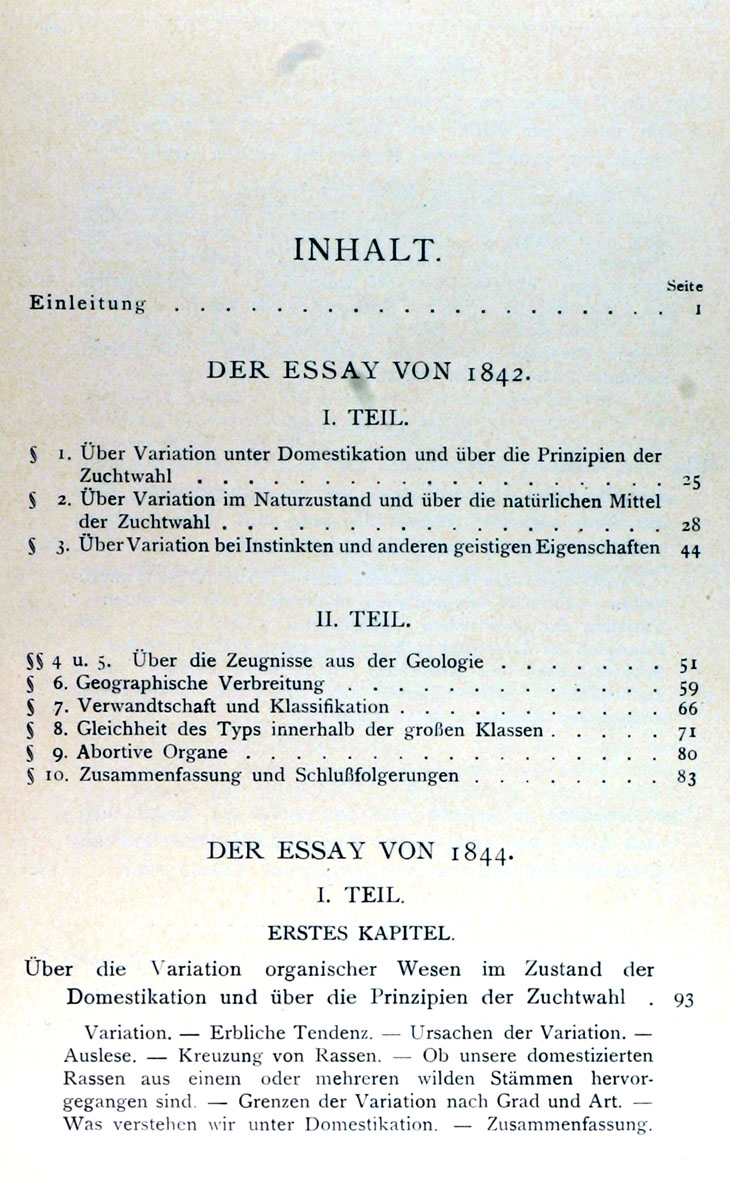 INHALT.
Seite
Einleitung . . . . . . . . . . . . . . . . . . . . 1
DER ESSAY VON 1842.
I. TEIL.
§ 1. Über Variation unter Domestikation und über die Prinzipien der
Zuchtwahl . . . . . . . . . . . . . . . . . . . 25
§ 2. Über Variation im Naturzustand und über die natürlichen Mittel
der Zuchtwahl . . . . . . . . . . . . . . . . . 28
§ 3. Über Variation bei Instinkten und anderen geistigen Eigenschaften 44
II. TEIL.
§§ 4 u. 5. Über die Zeugnisse aus der Geologie . . . . . . . 51
§ 6. Geographische Verbreitung . . . . . . . . . . . . . 59
§ 7. Verwandtschaft und Klassifikation . . . . . . . . . . . 66
§ 8. Gleichheit des Typs innerhalb der großen Klassen . . . . . 71
§ 9. Abortive Organe . . . . . . . . . . . . . . . . . 80
§ 10. Zusammenfassung und Schlußfolgerungen . . . . . . . . 83
DER ESSAY VON 1844.
I. TEIL.
ERSTES KAPITEL.
Über die Variation organischer Wesen im Zustand der
Domestikation und über die Prinzipien der Zuchtwahl . 93
Variation. — Erbliche Tendenz. — Ursachen der Variation. —
Auslese. — Kreuzung von Rassen. — Ob unsere domestizierten
Rassen aus einem oder mehreren wilden Stämmen hervor-
gegangen sind. — Grenzen der Variation nach Grad und Art. —
Was verstehen wir unter Domestikation. — Zusammenfassung.